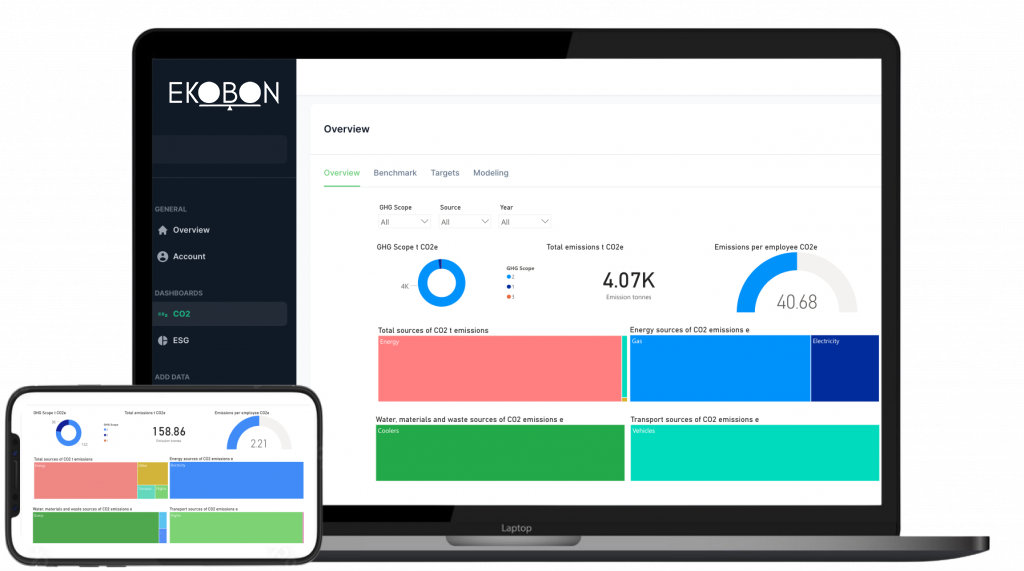 EKOBON
Overview
Overview Benchmark Targets Modeling
GENERAL
Overview
Account
DASHBOARDS
CO2
ESG
ADD DATA
GHG Scope Source Year
All All All
GHG Scope t CO2e Total emissions t CO2e Emissions per employee CO2e
GHG Scope
2
1
3
4K
4.07K
Emission tonnes
40.68
Total sources of CO2 t emissions Energy sources of CO2 emissions e
Energy Gas Electricity
Water, materials and waste sources of CO2 emissions e Transport sources of CO2 emissions e
Coolers Vehicles
Laptop
GHG Scope t CO2e Total emissions t CO2e Emissions per employee CO2e
GHG Scope
158.86
Emission tonnes
2.21
Total sources of CO2 t emissions Energy sources of CO2 emissions e
Energy Electricity
Water, materials and waste sources of CO2 emissions e Transport sources of CO2 emissions e